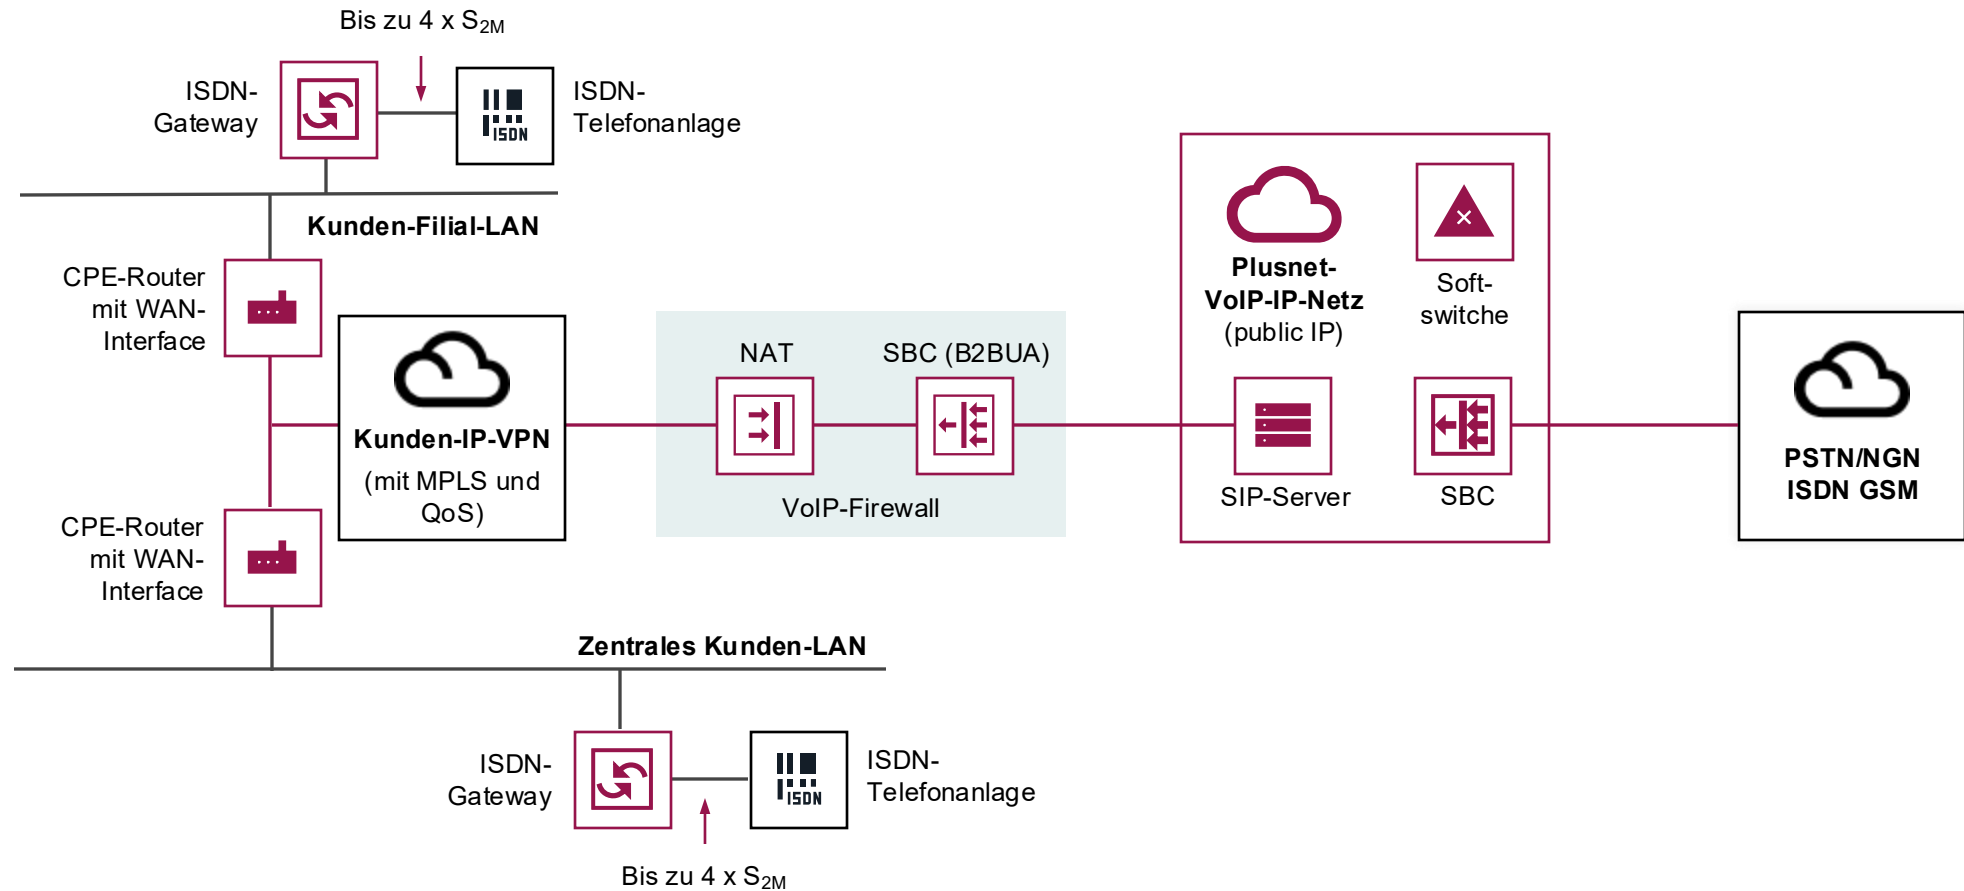 Bis zu 4 x S2M
ISDN-
Gateway
ISDN
ISDN-
Telefonanlage
Kunden-Filial-LAN
CPE-Router
mit WAN-
Interface
Kunden-IP-VPN
(mit MPLS und
QoS)
CPE-Router
mit WAN-
Interface
NAT
SBC (B2BUA)
VoIP-Firewall
Plusnet-
VoIP-IP-Netz
(public IP)
Soft-
switche
SIP-Server
SBC
PSTN/NGN
ISDN GSM
Zentrales Kunden-LAN
ISDN-
Gateway
ISDN
ISDN-
Telefonanlage
Bis zu 4 x S2M